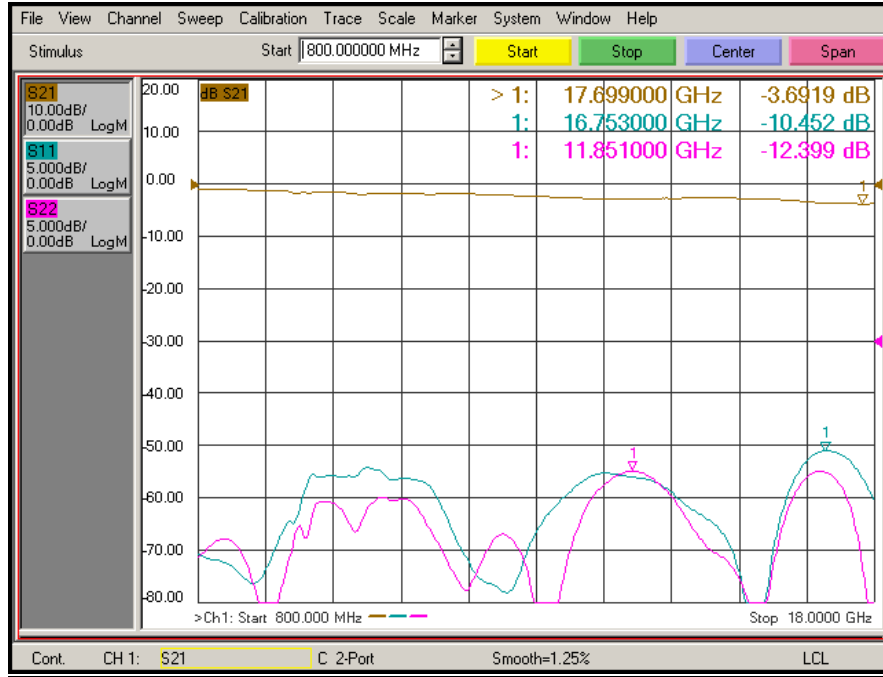 File View Channel Sweep Calibration Trace Scale Marker System Window Help
Stimulus Start 800.000000 MHz Start Stop Center Span
S21
10.00dB/
0.00dB LogM
S11
5.000dB/
0.00dB LogM
S22
5.000dB/
0.00dB LogM
dB S21
> 1: 17.699000 GHz -3.6919 dB
1: 16.753000 GHz -10.452 dB
1: 11.851000 GHz -12.399 dB
20.00
10.00
0.00
-10.00
-20.00
-30.00
-40.00
-50.00
-60.00
-70.00
-80.00
1
1
1
>Ch1: Start 800.000 MHz Stop 18.0000 GHz
Cont. CH 1: S21 C 2-Port Smooth=1.25% LCL